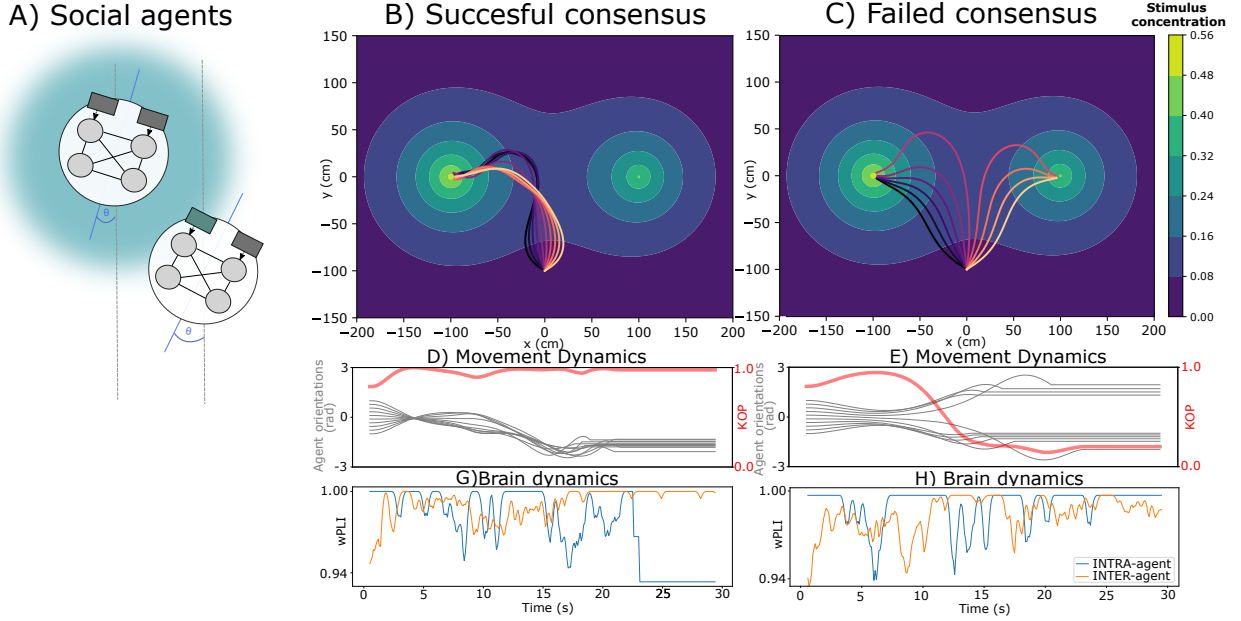 A) Social agents
B) Succesful consensus
C) Failed consensus
Stimulus
concentration
θ
θ
150
100
50
0
−50
−100
−150
y (cm)
−200
−150
−100
−50
0
50
100
150
200
x (cm)
150
100
50
0
−50
−100
−150
y (cm)
−200
−150
−100
−50
0
50
100
150
200
x (cm)
0.56
0.48
0.40
0.32
0.24
0.16
0.08
0.00
D) Movement Dynamics
3
0
-3
Agent orientations
(rad)
1.0
0.0
KOP
E) Movement Dynamics
3
0
-3
Agent orientations
(rad)
1.0
0.0
KOP
G)Brain dynamics
1.00
0.94
wPLI
0
5
10
15
20
25
30
Time (s)
H) Brain dynamics
1.00
0.94
wPLI
INTRA-agent
INTER-agent
0
5
10
15
20
25
30
Time (s)